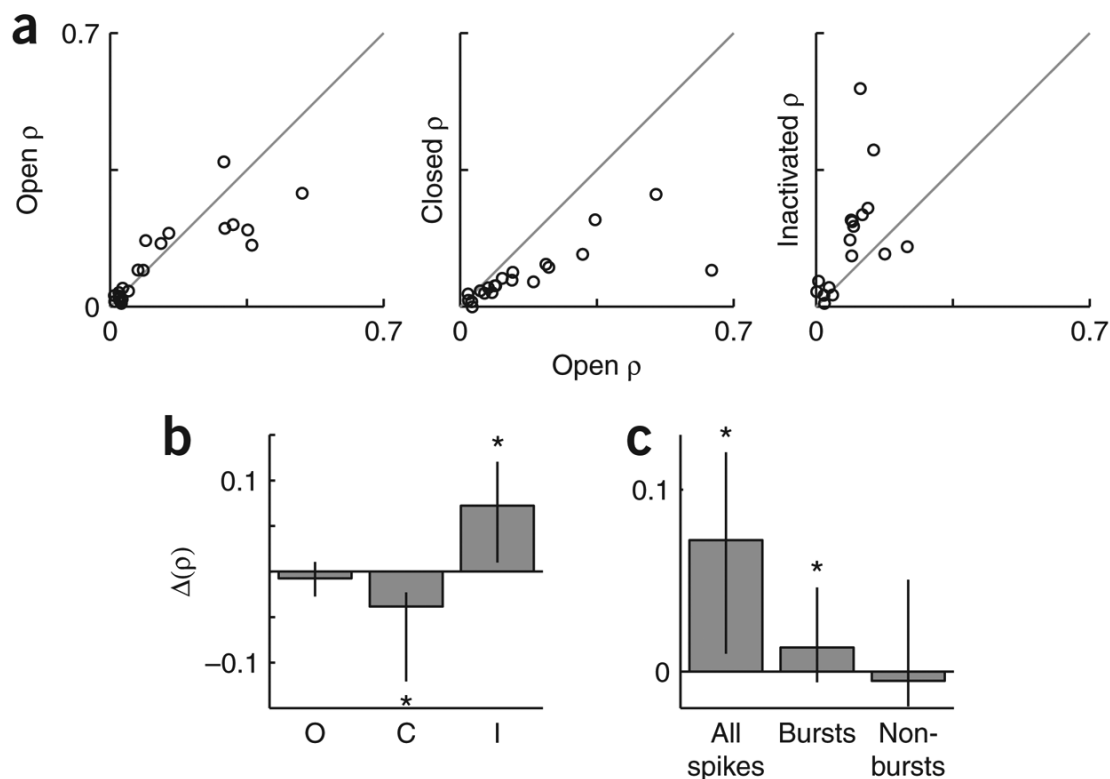 a
0.7
Open ρ
0
0
0.7
Closed ρ
0
0.7
Inactivated ρ
0
0.7
Open ρ
b
0.1
Δ(ρ)
−0.1
*
*
O
C
I
c
0.1
0
*
*
All spikes
Bursts
Non-bursts